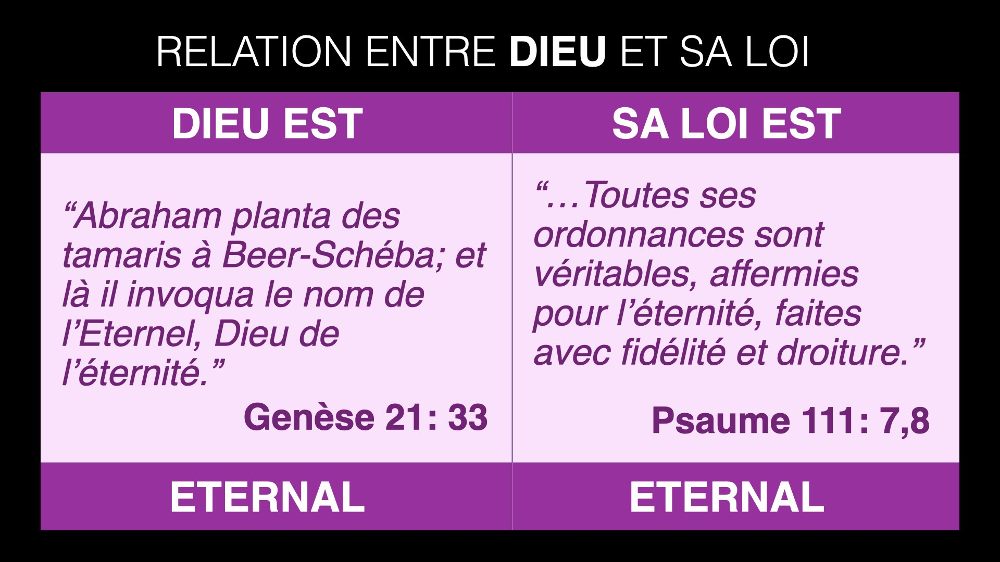 RELATION ENTRE DIEU ET SA LOI
DIEU EST
“Abraham planta des
tamaris à Beer-Schéba; et
là il invoqua le nom de
l’Eternel, Dieu de
l’éternité.”
Genèse 21: 33
ETERNAL
SA LOI EST
“…Toutes ses
ordonnances sont
véritables, affermies
pour l’éternité, faites
avec fidélité et droiture.”
Psaume 111: 7,8
ETERNAL